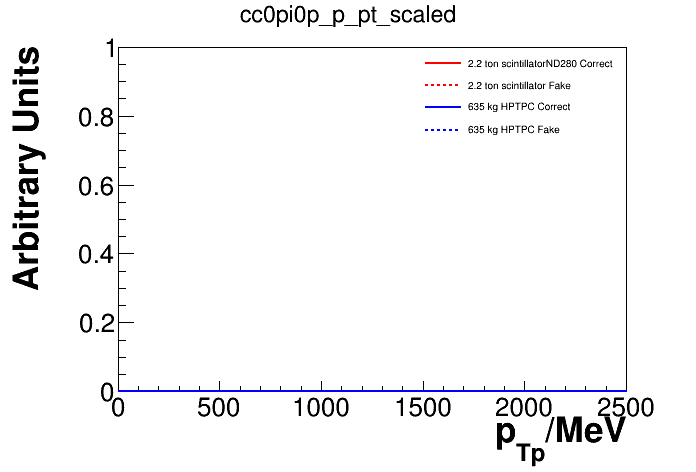 cc0pi0p_p_pt_scaled
Arbitrary Units
1
0.8
0.6
0.4
0.2
0
2.2 ton scintillatorND280 Correct
2.2 ton scintillator Fake
635 kg HPTPC Correct
635 kg HPTPC Fake
0 500 1000 1500 2000 2500
pTp/MeV